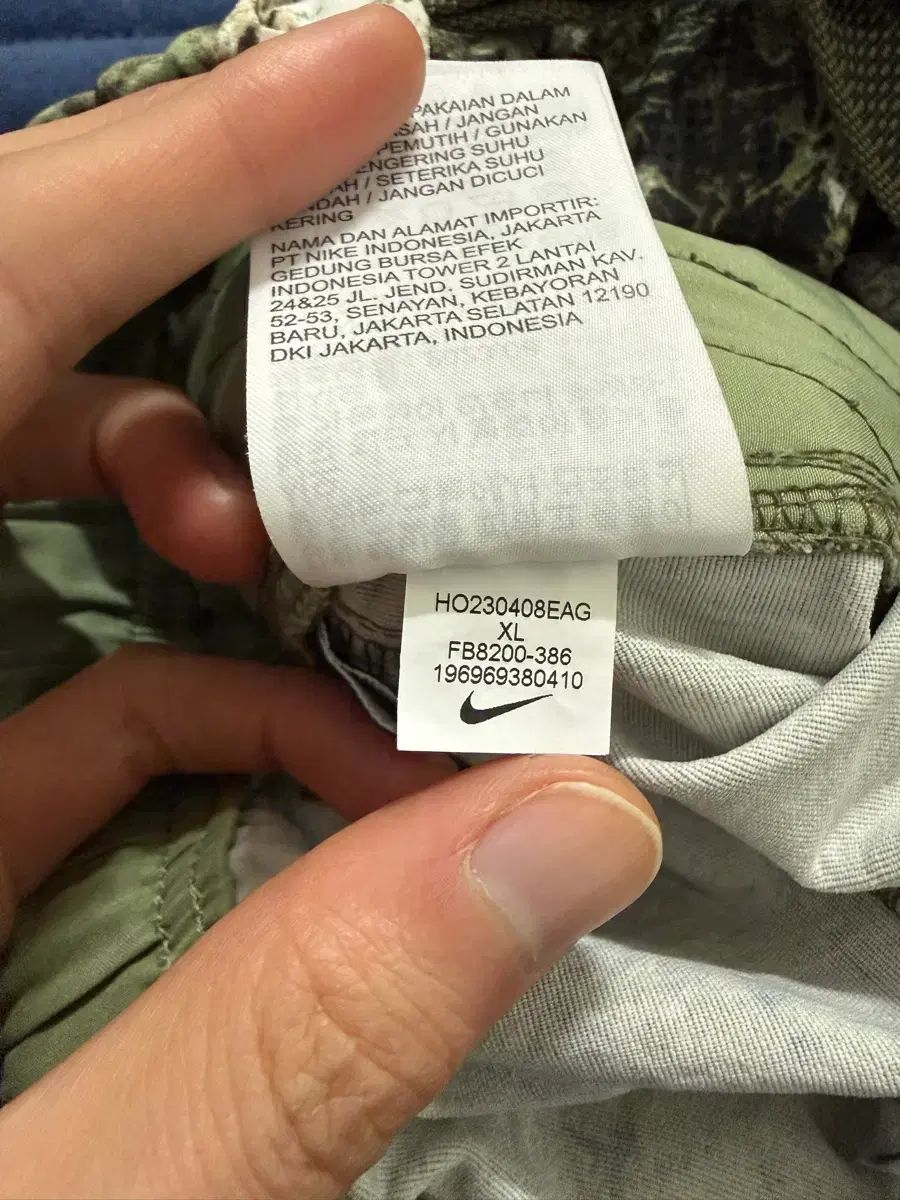 PAKAIAN DALAM
/ JANGAN
PEMUTIH / GUNAKAN
SUHU
/ SETERIKA SUHU
/ JANGAN DICUCI
KERING
NAMA DAN ALAMAT IMPORTIR:
PT NIKE INDONESIA, JAKARTA
GEDUNG BURSA EFEK
INDONESIA TOWER 2 LANTAI
24&25 JL. JEND. SUDIRMAN KAV.
52-53, SENAYAN, KEBAYORAN
BARU, JAKARTA SELATAN 12190
DKI JAKARTA, INDONESIA
HO230408EAG
XL
FB8200-386
196969380410